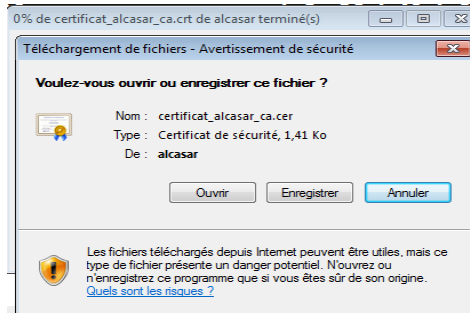 0% de certificat_alcasar_ca.crt de alcasar terminé(s)
Téléchargement de fichiers - Avertissement de sécurité
Voulez-vous ouvrir ou enregistrer ce fichier ?
Nom : certificat_alcasar_ca.cer
Type : Certificat de sécurité, 1,41 Ko
De : alcasar
Ouvrir Enregistrer Annuler
Les fichiers téléchargés depuis Internet peuvent être utiles, mais ce
type de fichier présente un danger potentiel. N'ouvrez ou
n'enregistrez ce programme que si vous êtes sûr de son origine.
Quels sont les risques ?